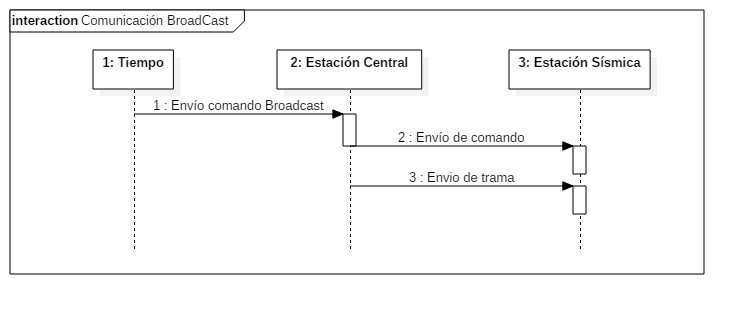 interaction Comunicación BroadCast
1: Tiempo
2: Estación Central
3: Estación Sísmica
1 : Envío comando Broadcast
2 : Envío de comando
3 : Envio de trama